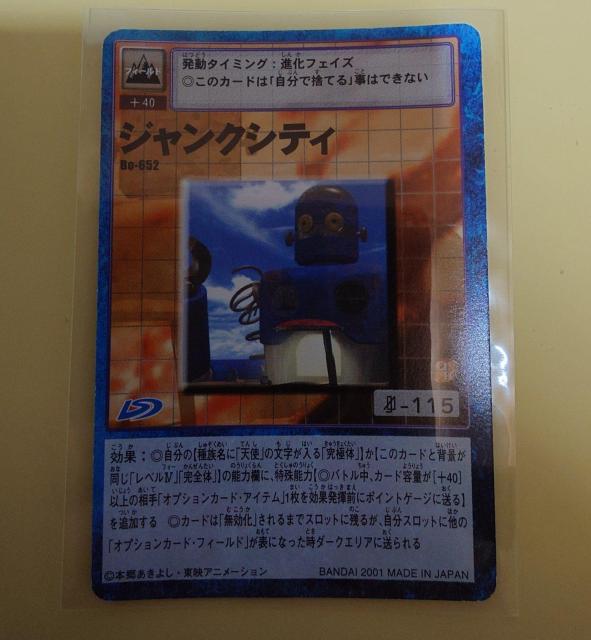 フィールド
+40
発動タイミング：進化フェイズ
◎このカードは「自分で捨てる」事はできない
ジャンクシティ
Bo-652
-115
効果：◎自分の【種族名に「天使」の文字が入る「究極体」】か【このカードと背景が
同じ「レベルⅣ」「完全体」】の能力欄に、特殊能力【◎バトル中、カード容量が[+40]
以上の相手「オプションカード・アイテム」1枚を効果発揮前にポイントゲージに送る】
を追加する　◎カードは「無効化」されるまでスロットに残るが、自分スロットに他の
「オプションカード・フィールド」が表になった時ダークエリアに送られる
©本郷あきよし・東映アニメーション
BANDAI 2001 MADE IN JAPAN